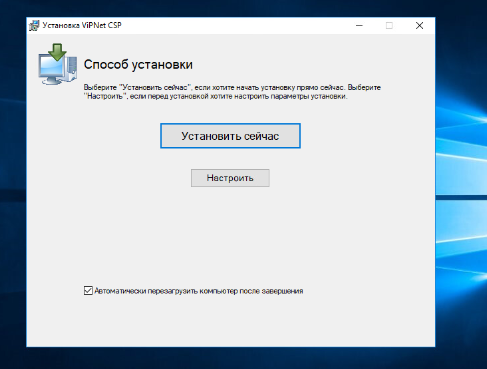 Установка ViPNet CSP
Способ установки
Выберите "Установить сейчас", если хотите начать установку прямо сейчас. Выберите
"Настроить", если перед установкой хотите настроить параметры установки.
Установить сейчас
Настроить
Автоматически перезагрузить компьютер после завершения